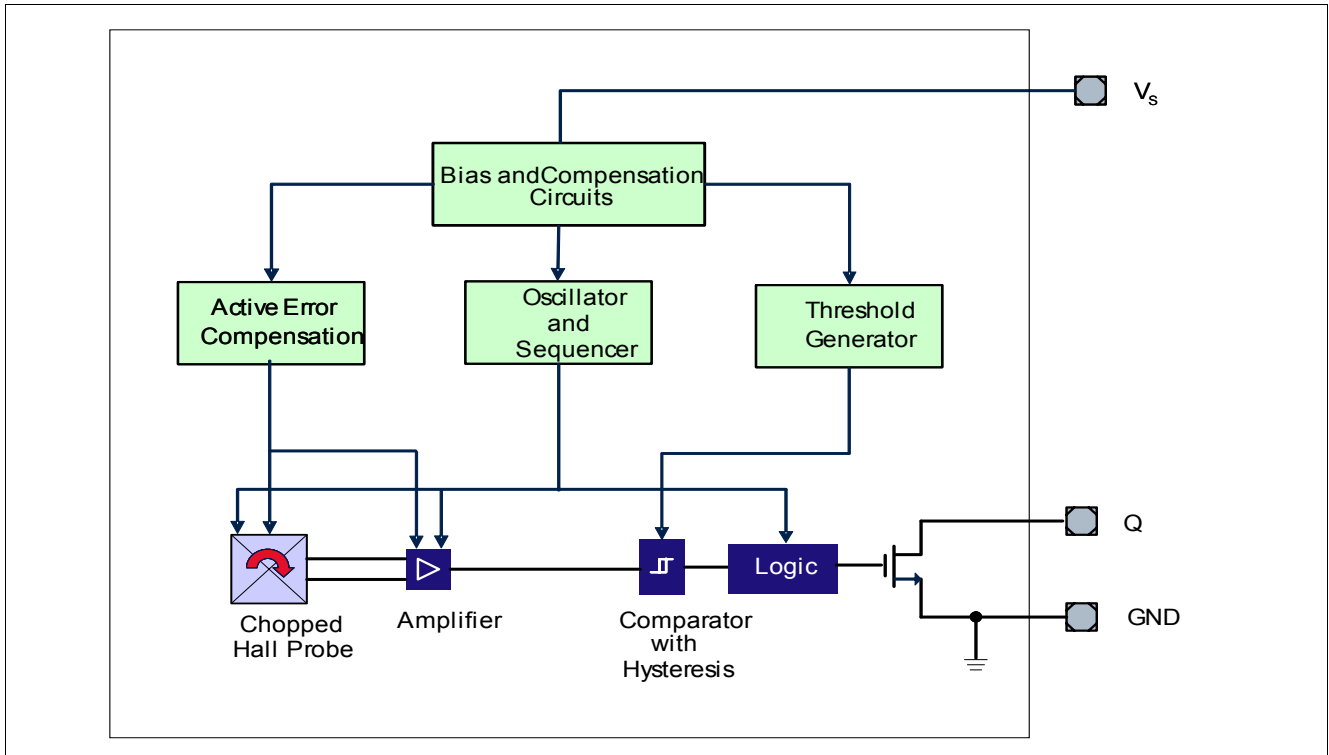 Vs
Bias andCompensation
Circuits
Active Error
Compensation
Oscillator
and
Sequencer
Threshold
Generator
Q
Logic
GND
Chopped
Hall Probe
Amplifier
Comparator
with
Hysteresis